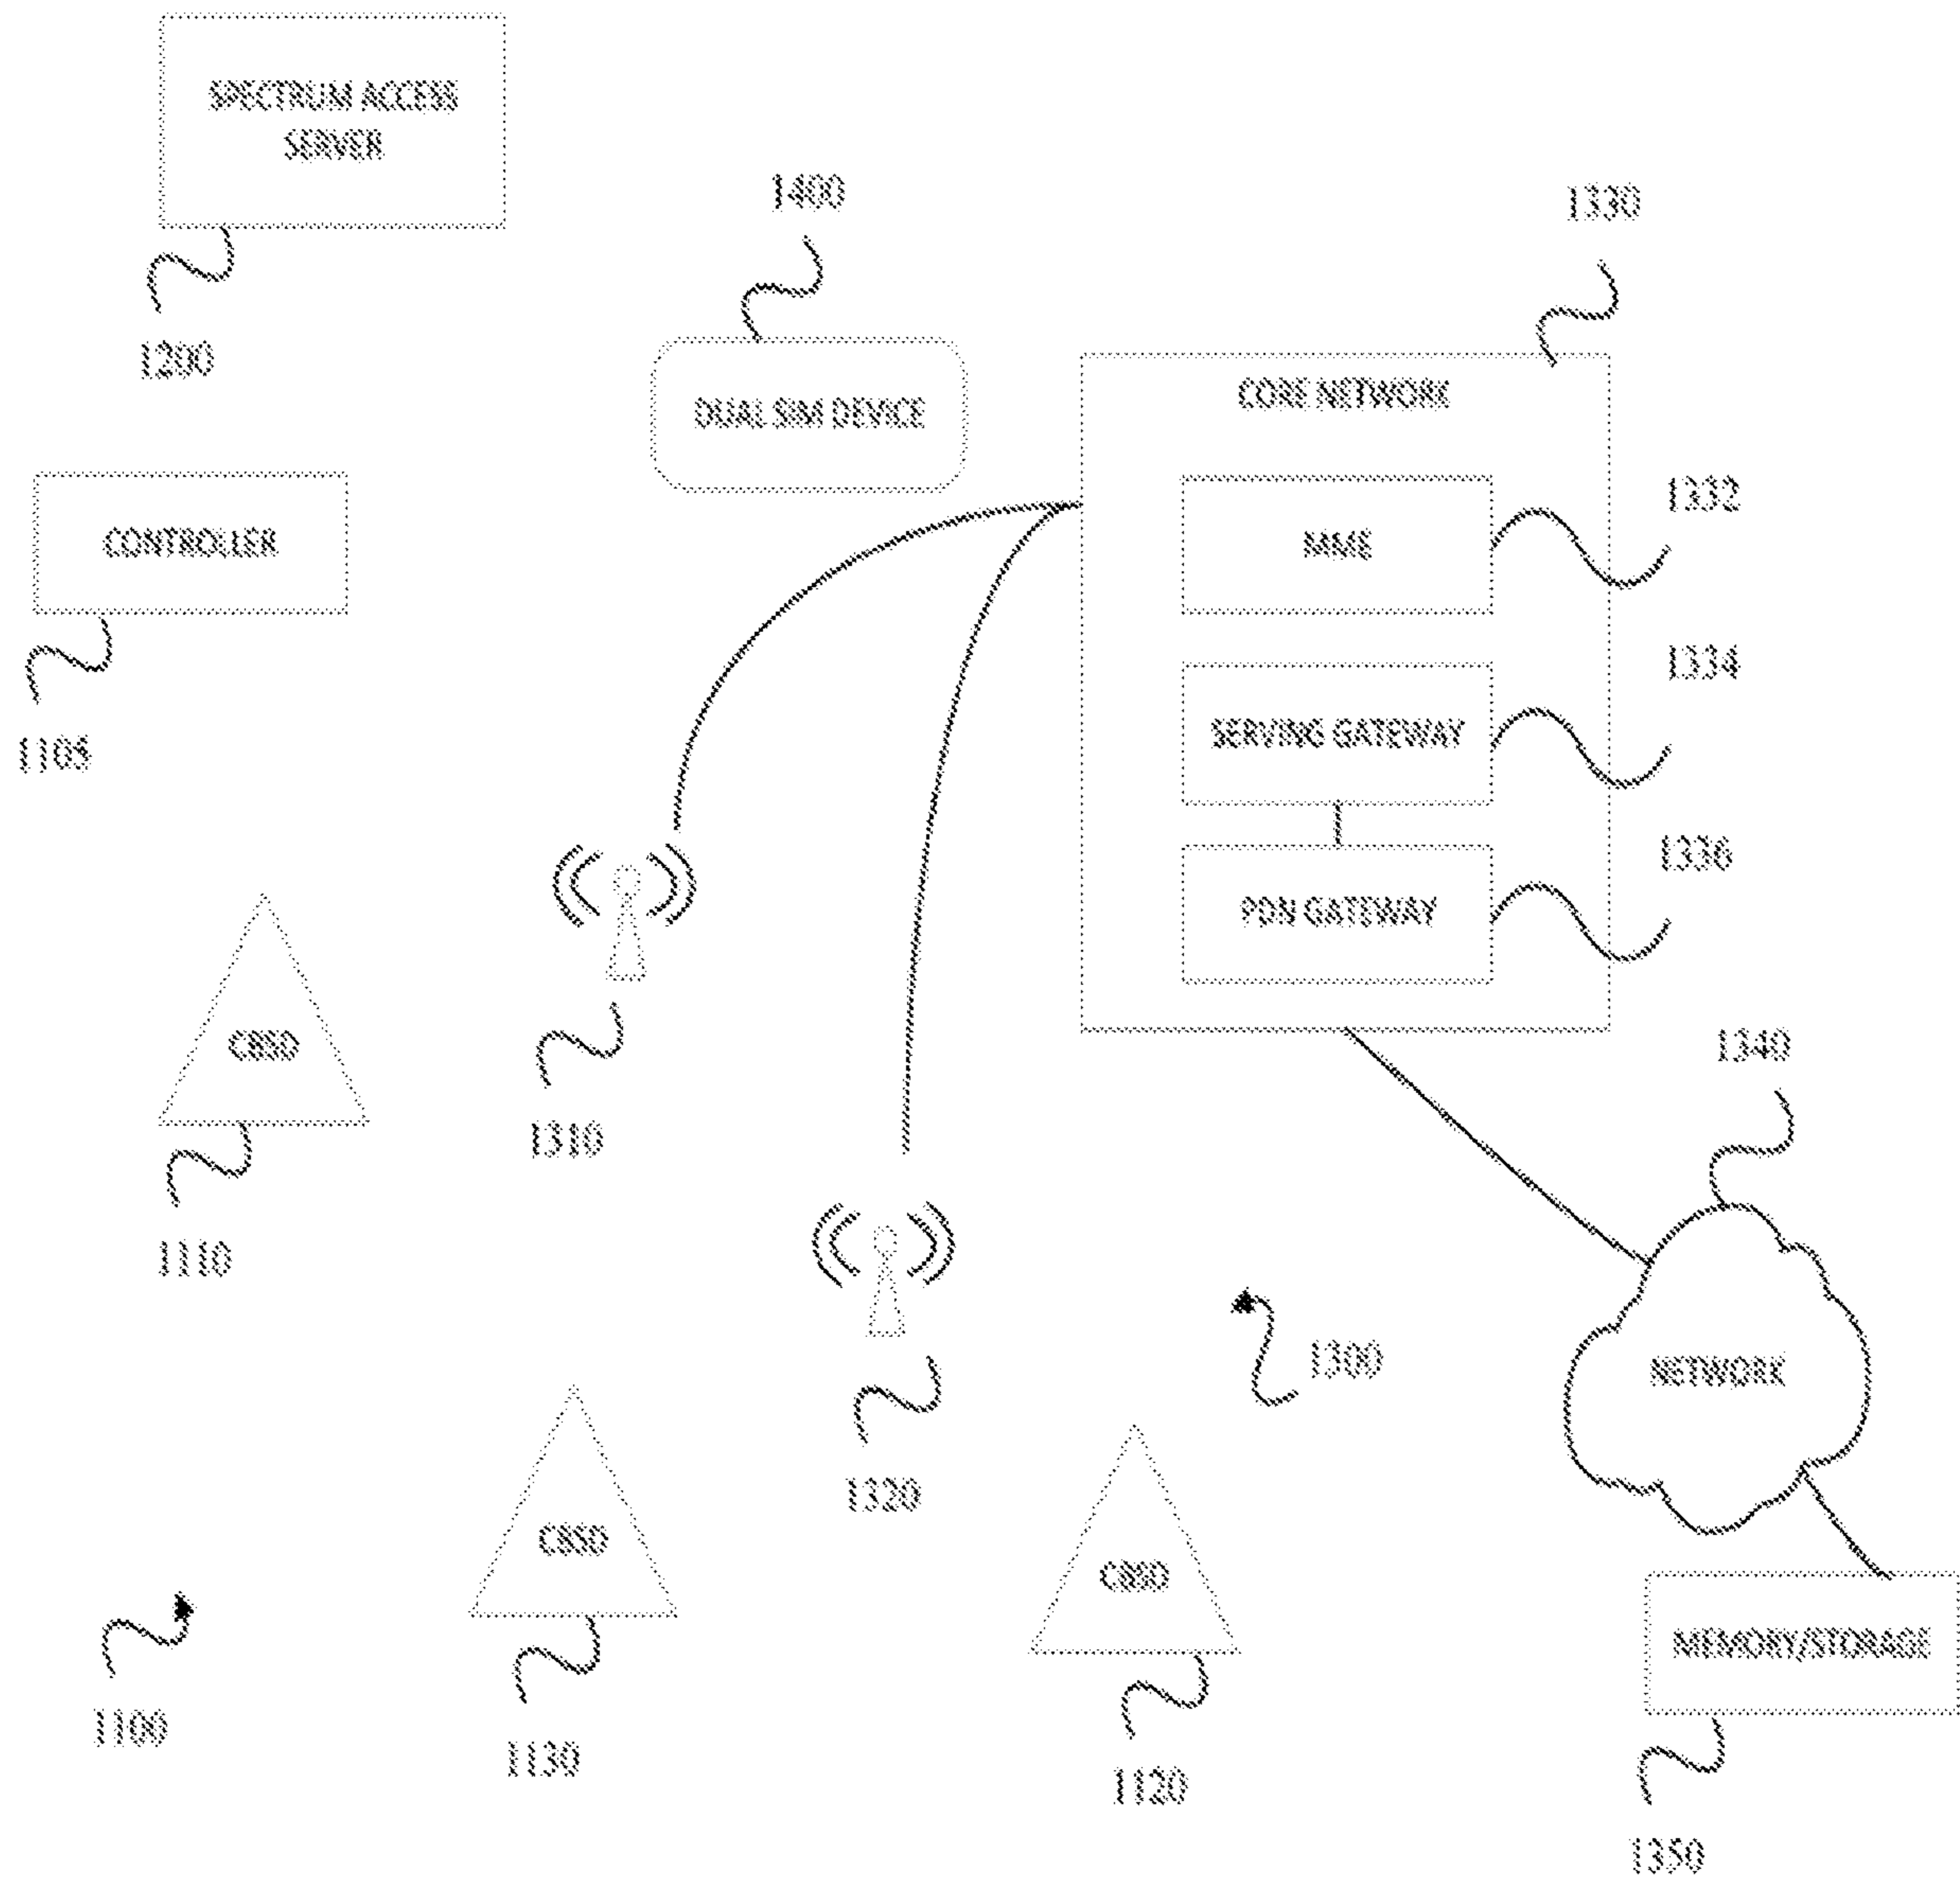 SPECTRUM ACCESS
SERVER
1200
1400
DUAL SIM DEVICE
1330
CORE NETWORK
MME
1332
SERVING GATEWAY
1334
PDN GATEWAY
1336
CONTROLLER
1105
CBSD
1110
1310
1320
1300
1340
NETWORK
CBSD
1130
CBSD
1120
1100
MEMORY/STORAGE
1350